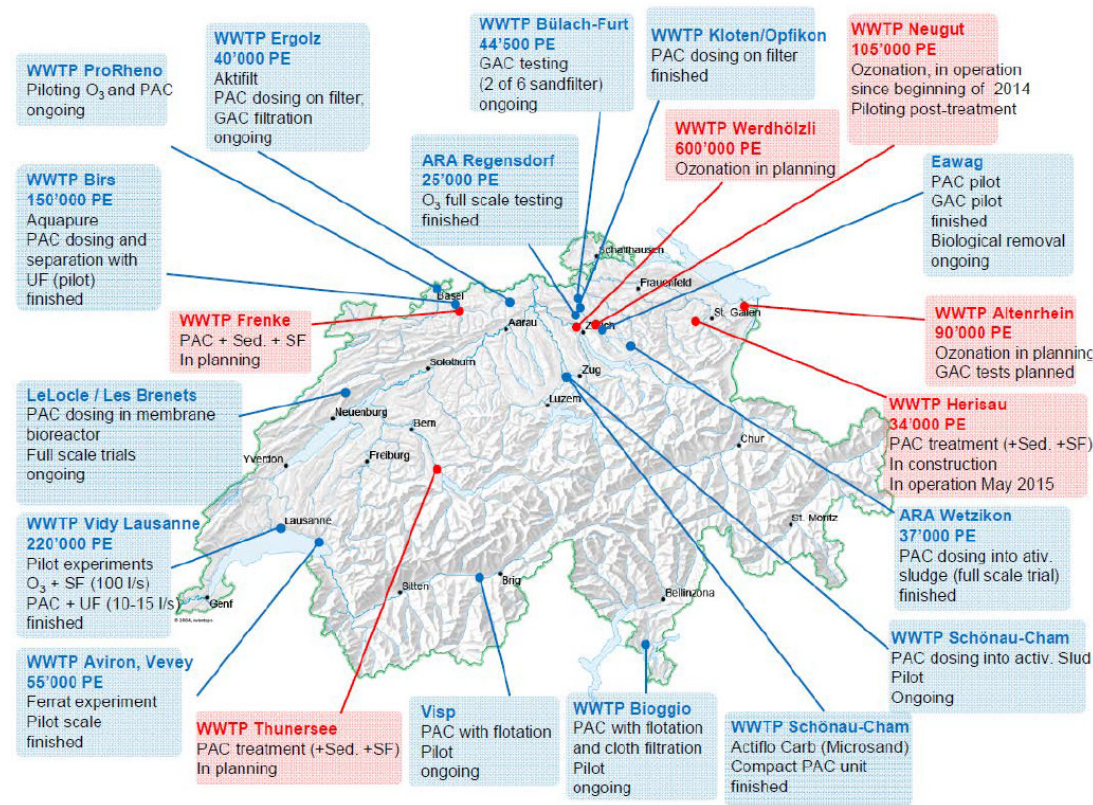 WWTP ProRheno
Piloting O3 and PAC
ongoing
WWTP Ergolz
40'000 PE
Aktifilt
PAC dosing on filter;
GAC filtration
ongoing
WWTP Bülach-Furt
44'500 PE
GAC testing
(2 of 6 sandfilter)
ongoing
WWTP Kloten/Opfikon
PAC dosing on filter
finished
WWTP Neugut
105'000 PE
Ozonation, in operation
since beginning of 2014
Piloting post-treatment
WWTP Werdhölzli
600'000 PE
Ozonation in planning
ARA Regensdorf
25'000 PE
O3 full scale testing
finished
Eawag
PAC pilot
GAC pilot
finished
Biological removal
ongoing
WWTP Birs
150'000 PE
Aquapure
PAC dosing and
separation with
UF (pilot)
finished
WWTP Frenke
PAC + Sed. + SF
In planning
WWTP Altenrhein
90'000 PE
Ozonation in planning
GAC tests planned
LeLocle / Les Brenets
PAC dosing in membrane
bioreactor
Full scale trials
ongoing
WWTP Herisau
34'000 PE
PAC treatment (+Sed. +SF)
In construction
In operation May 2015
WWTP Vidy Lausanne
220'000 PE
Pilot experiments
O3 + SF (100 l/s)
PAC + UF (10-15 l/s)
finished
ARA Wetzikon
37'000 PE
PAC dosing into ativ.
sludge (full scale trial)
finished
WWTP Aviron, Vevey
55'000 PE
Ferrat experiment
Pilot scale
finished
WWTP Thunersee
PAC treatment (+Sed. +SF)
In planning
Visp
PAC with flotation
Pilot
ongoing
WWTP Bioggio
PAC with flotation
and cloth filtration
Pilot
ongoing
WWTP Schönau-Cham
Actiflo Carb (Microsand)
Compact PAC unit
finished
WWTP Schönau-Cham
PAC dosing into activ. Slud
Pilot
Ongoing
Schaffhausen
Frauenfeld
Basel
St. Gallen
Aarau
Zürich
Solothurn
Zug
Luzern
Neuenburg
Bern
Chur
Yverdon
Freiburg
Lausanne
St. Moritz
Sitten
Brig
Genf
Bellinzona